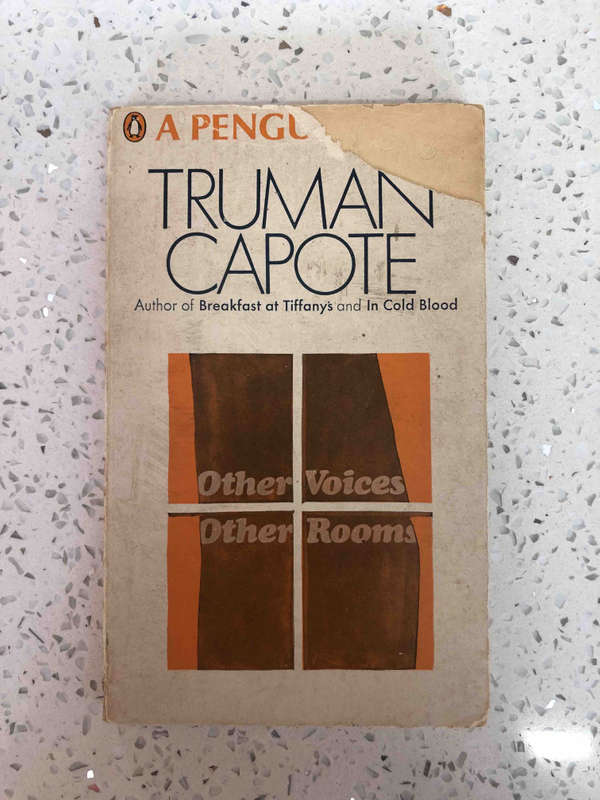 A PENGU
TRUMAN
CAPOTE
Author of Breakfast at Tiffany's and In Cold Blood
Other Voices
Other Rooms